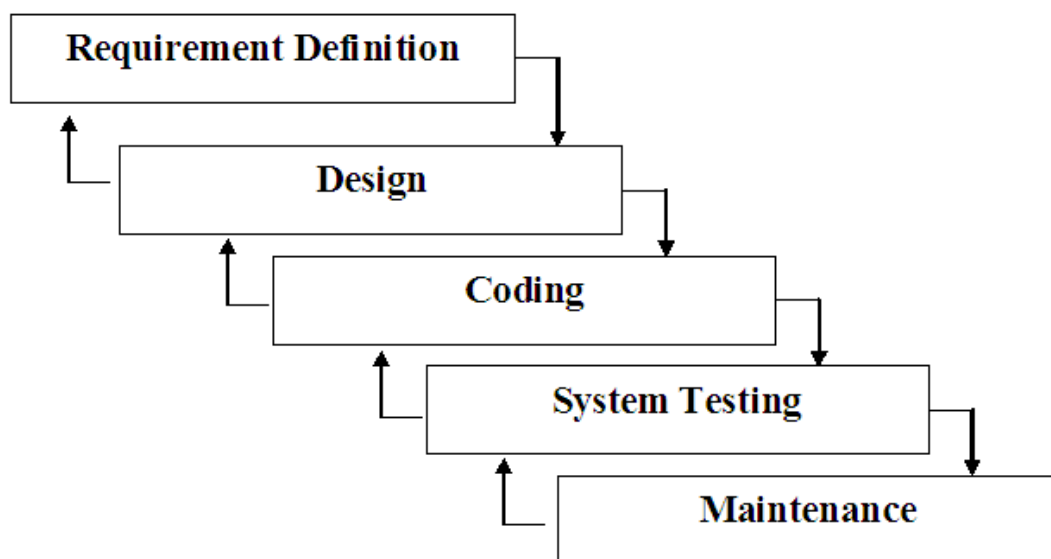 Requirement Definition
Design
Coding
System Testing
Maintenance